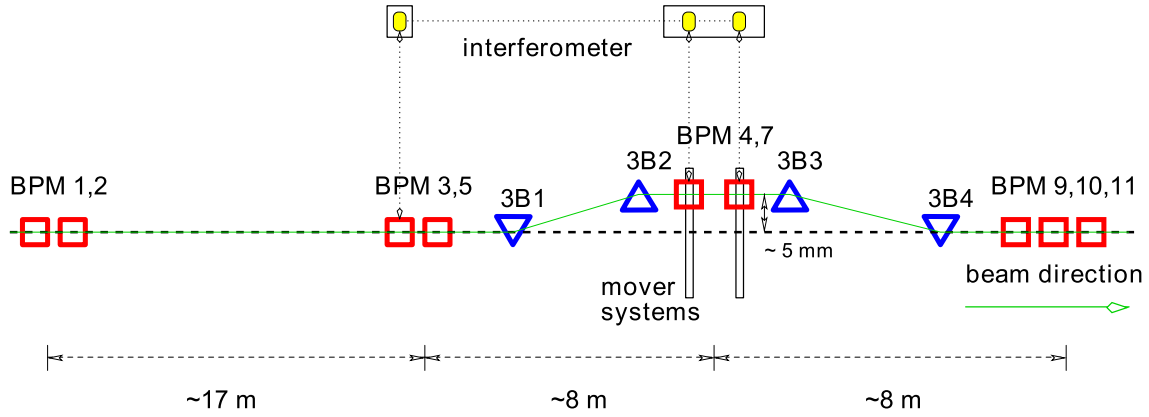 interferometer
BPM 4,7
3B2
3B3
BPM 1,2
BPM 3,5
3B1
3B4
BPM 9,10,11
~ 5 mm
beam direction
mover
systems
~17 m
~8 m
~8 m